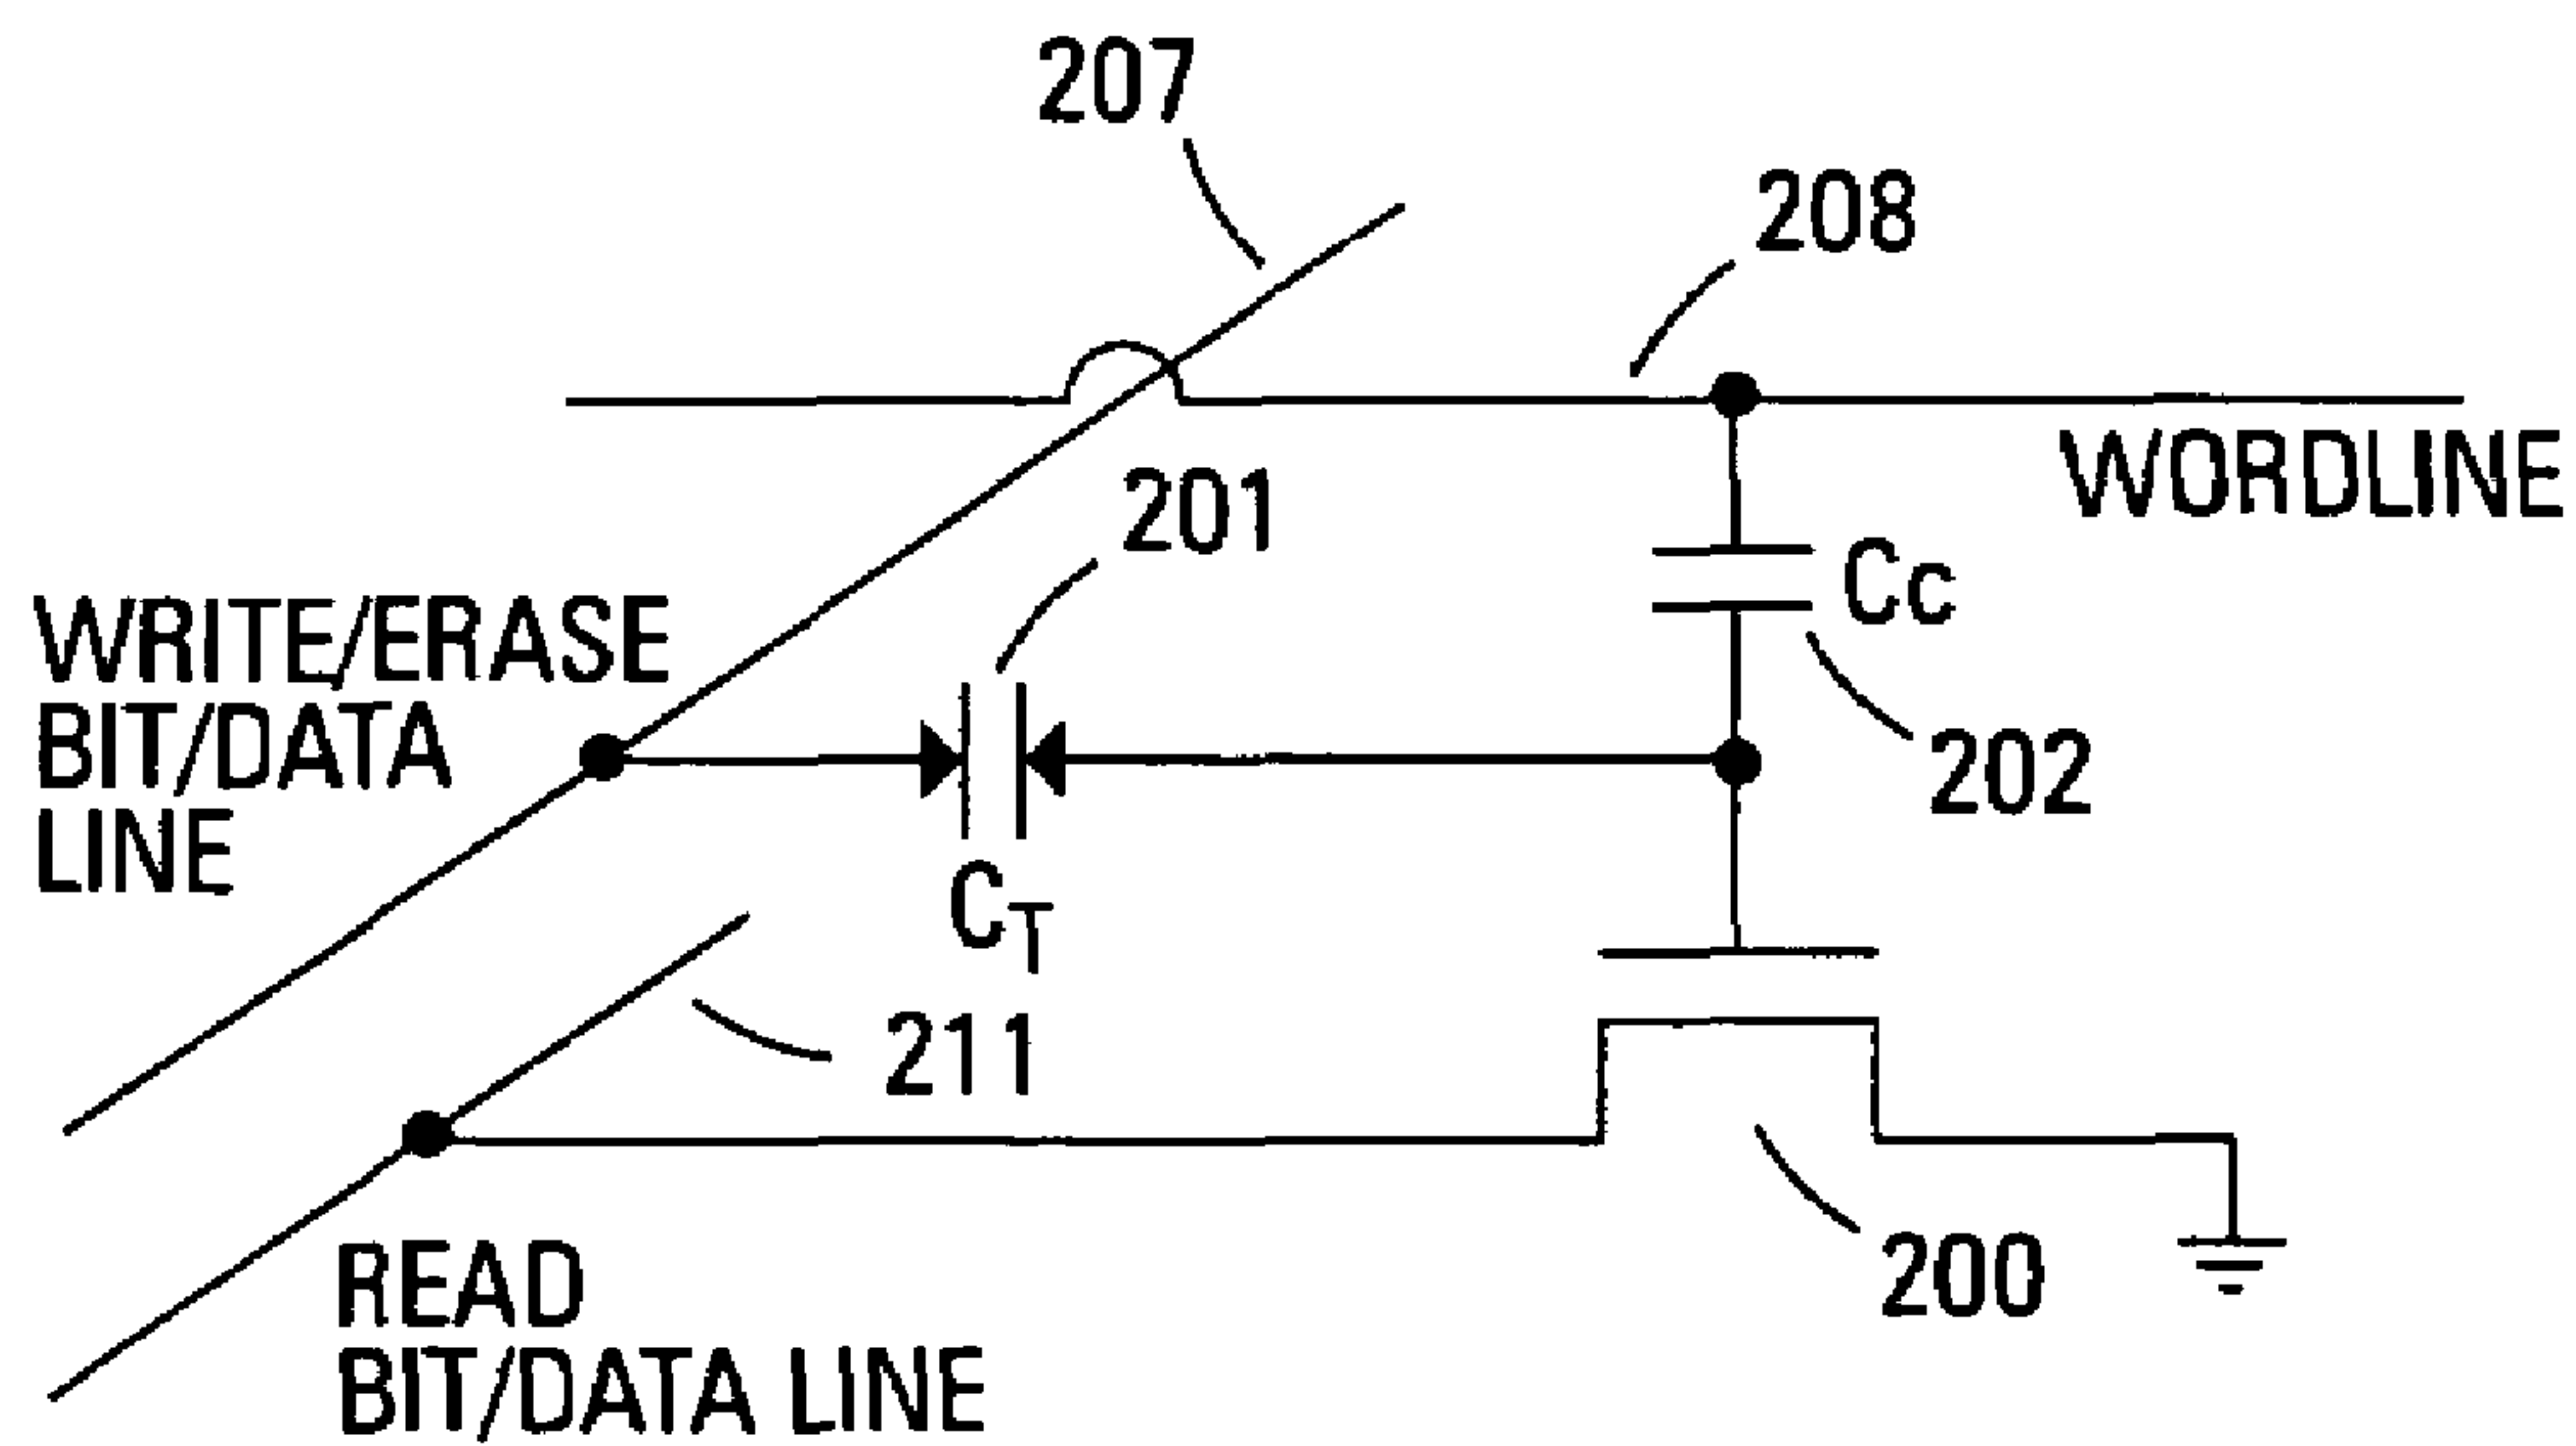 207
208
WORDLINE
201
Cc
WRITE/ERASE
BIT/DATA
LINE
202
CT
211
200
READ
BIT/DATA LINE